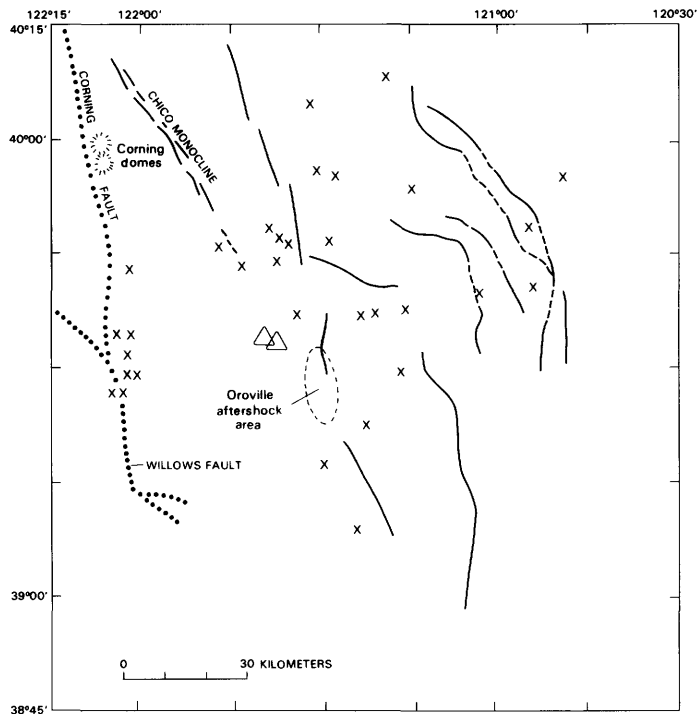 122°15' 122°00' 121°00' 120°30'
40°15'
CORNING FAULT
CHICO MONOCLINE
40°00'
Corning
domes
Oroville
aftershock
area
WILLOWS FAULT
39°00'
0 30 KILOMETERS
38°45'